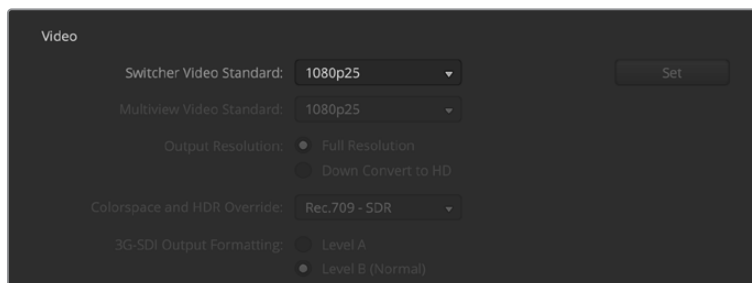 Video
Switcher Video Standard: 1080p25 Set
Multiview Video Standard: 1080p25
Output Resolution: Full Resolution
Down Convert to HD
Colorspace and HDR Override: Rec.709 - SDR
3G-SDI Output Formatting: Level A
Level B (Normal)